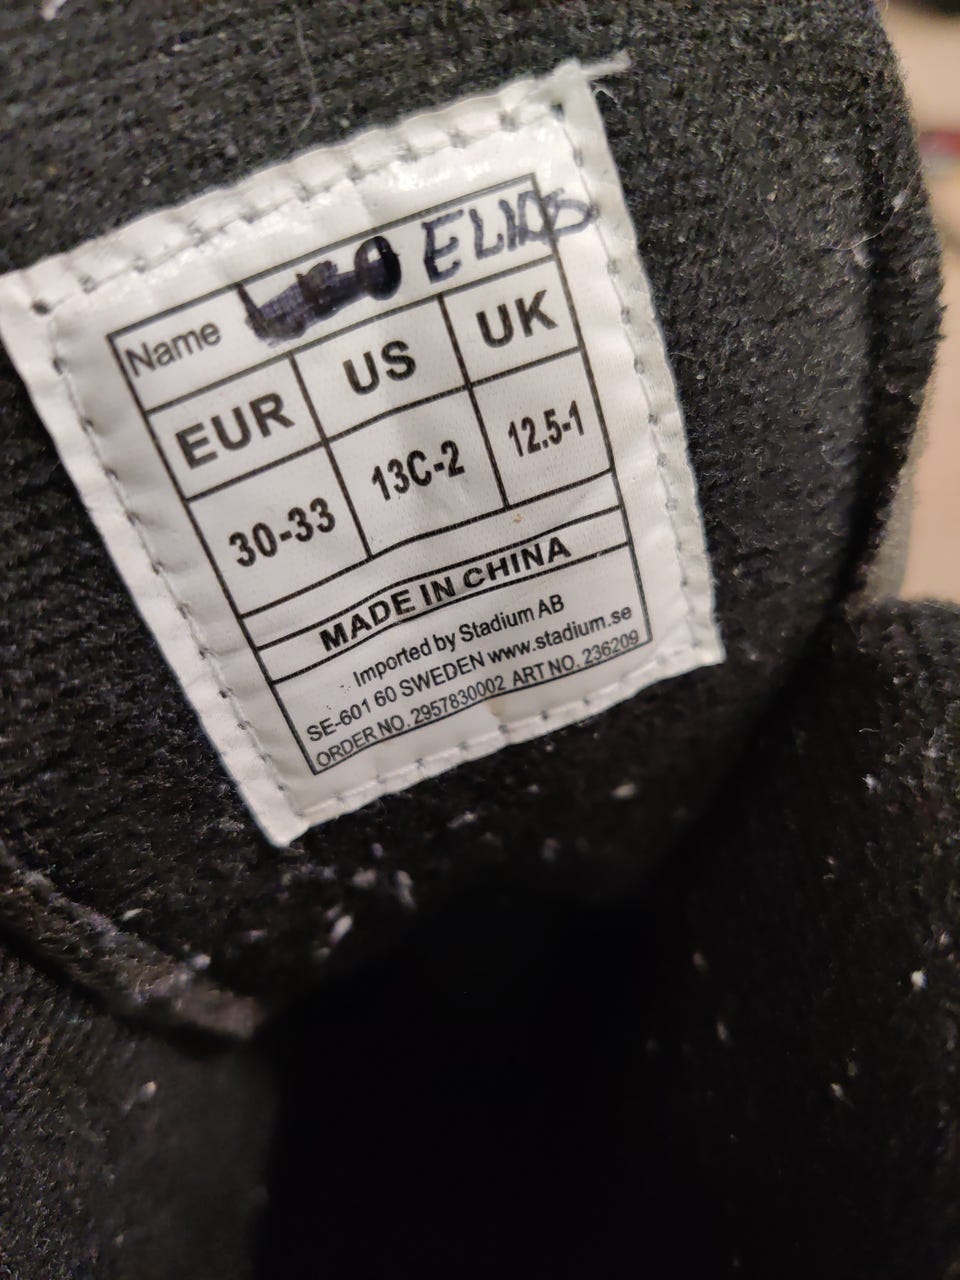 Name ELIAS
EUR US UK
30-33 13C-2 12.5-1
MADE IN CHINA
Imported by Stadium AB
SE-601 60 SWEDEN www.stadium.se
ORDER NO. 2957830002 ART NO. 236209